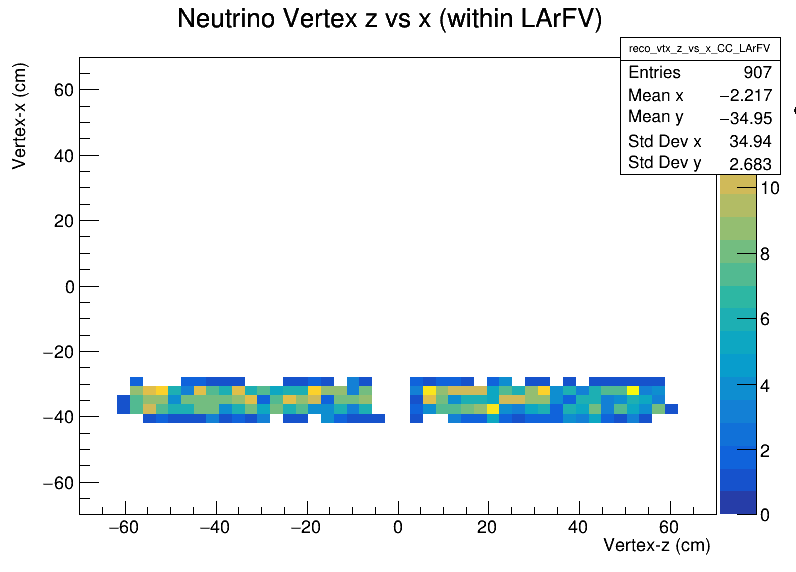 Neutrino Vertex z vs x (within LArFV)
reco_vtx_z_vs_x_CC_LArFV
Entries 907
Mean x −2.217
Mean y −34.95
Std Dev x 34.94
Std Dev y 2.683
Vertex-x (cm)
60
40
20
0
−20
−40
−60
10
8
6
4
2
0
−60 −40 −20 0 20 40 60
Vertex-z (cm)